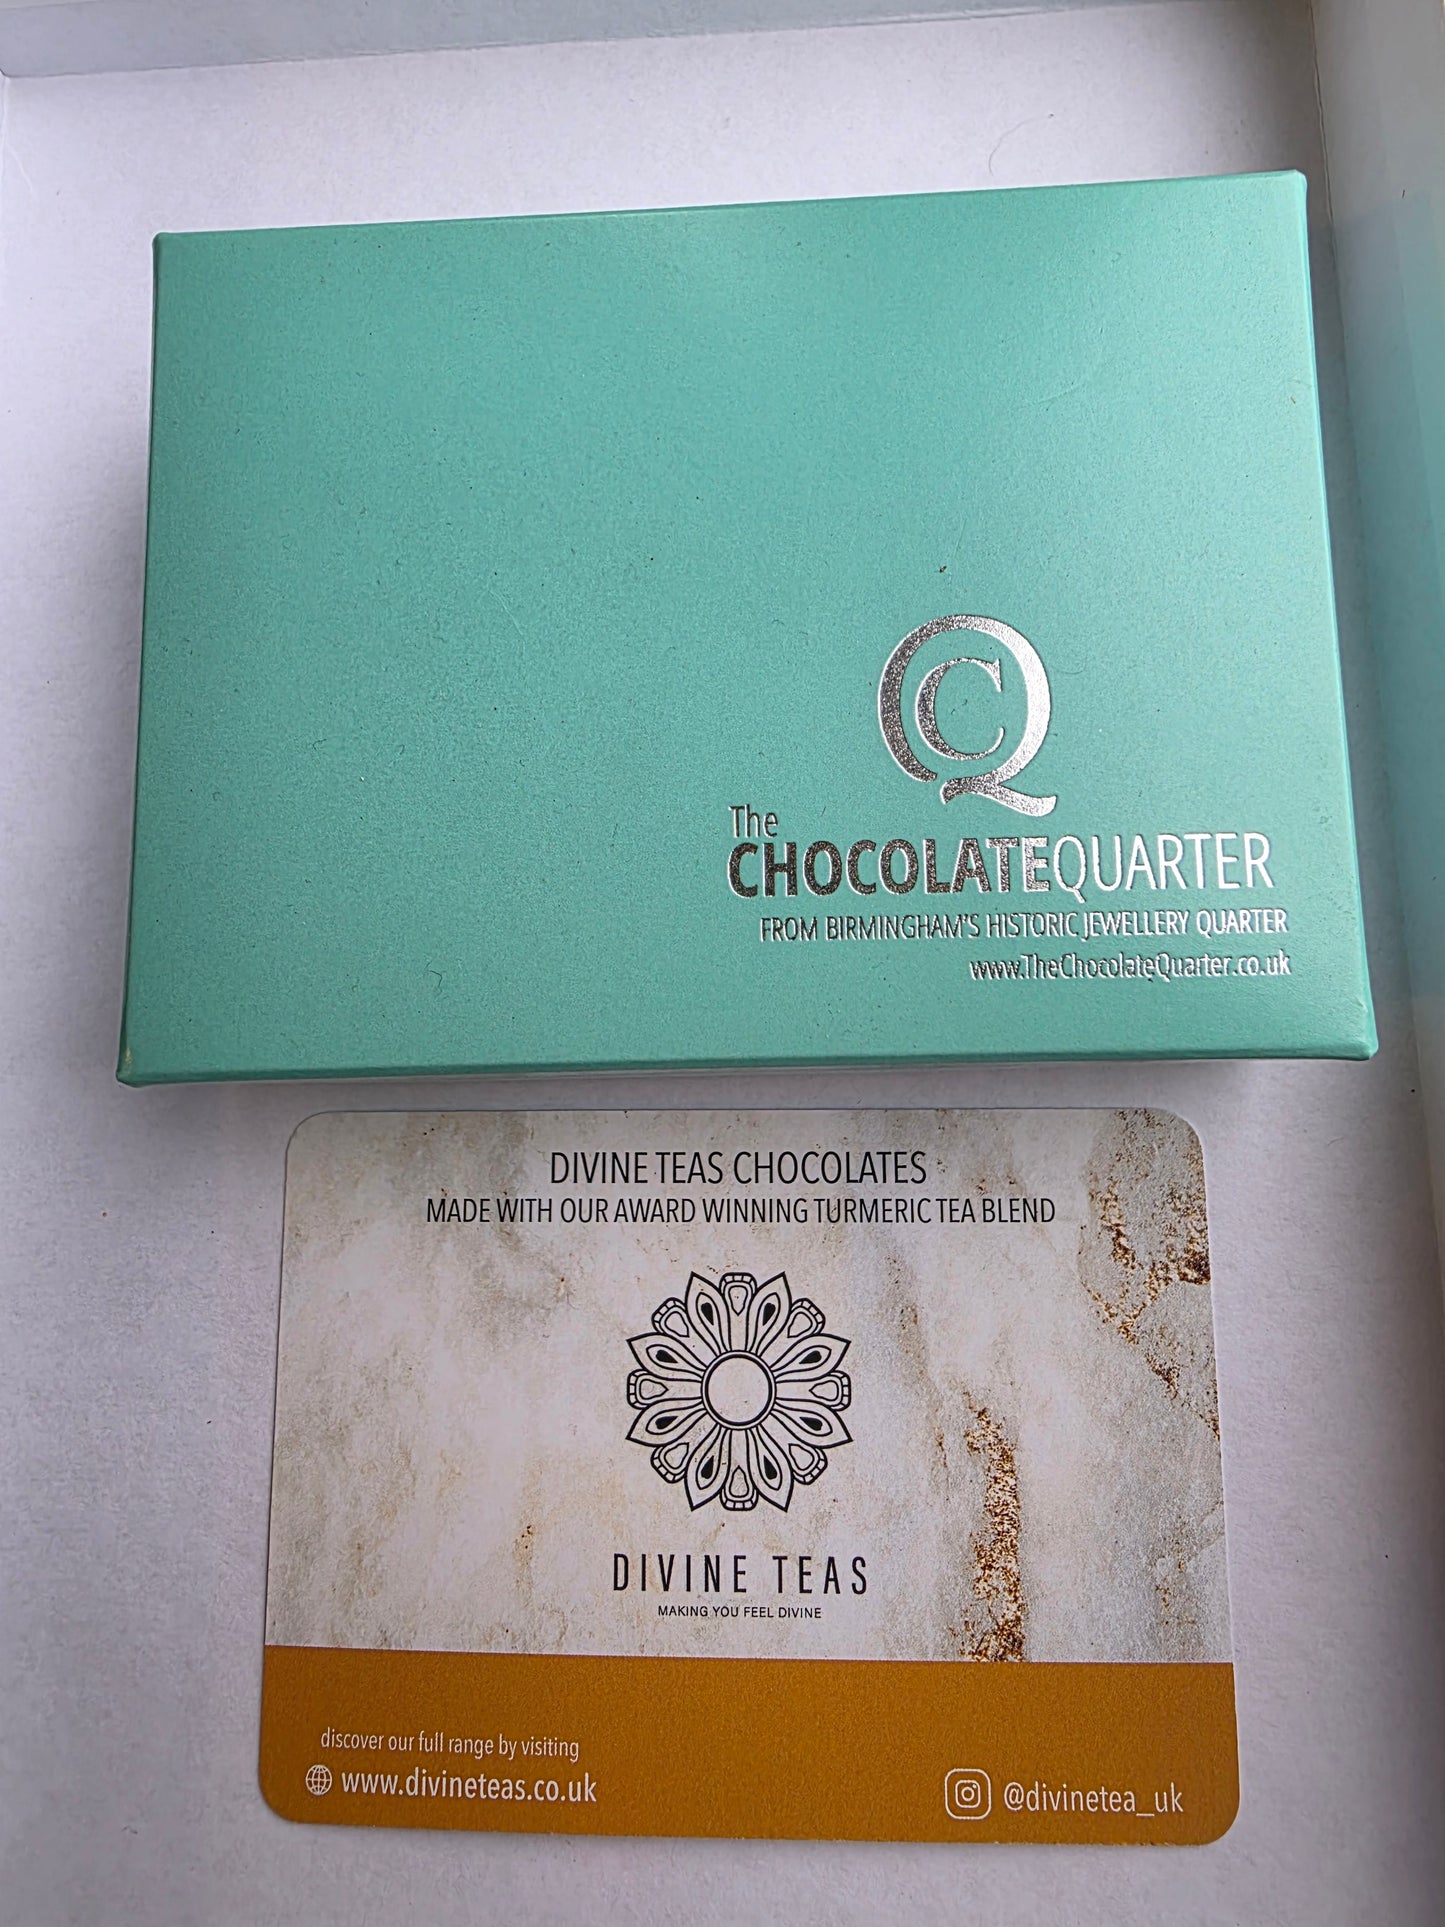 QC
The
CHOCOLATEQUARTER
FROM BIRMINGHAM'S HISTORIC JEWELLERY QUARTER
www.TheChocolateQuarter.co.uk
DIVINE TEAS CHOCOLATES
MADE WITH OUR AWARD WINNING TURMERIC TEA BLEND
DIVINE TEAS
MAKING YOU FEEL DIVINE
discover our full range by visiting
www.divineteas.co.uk
@divinetea_uk